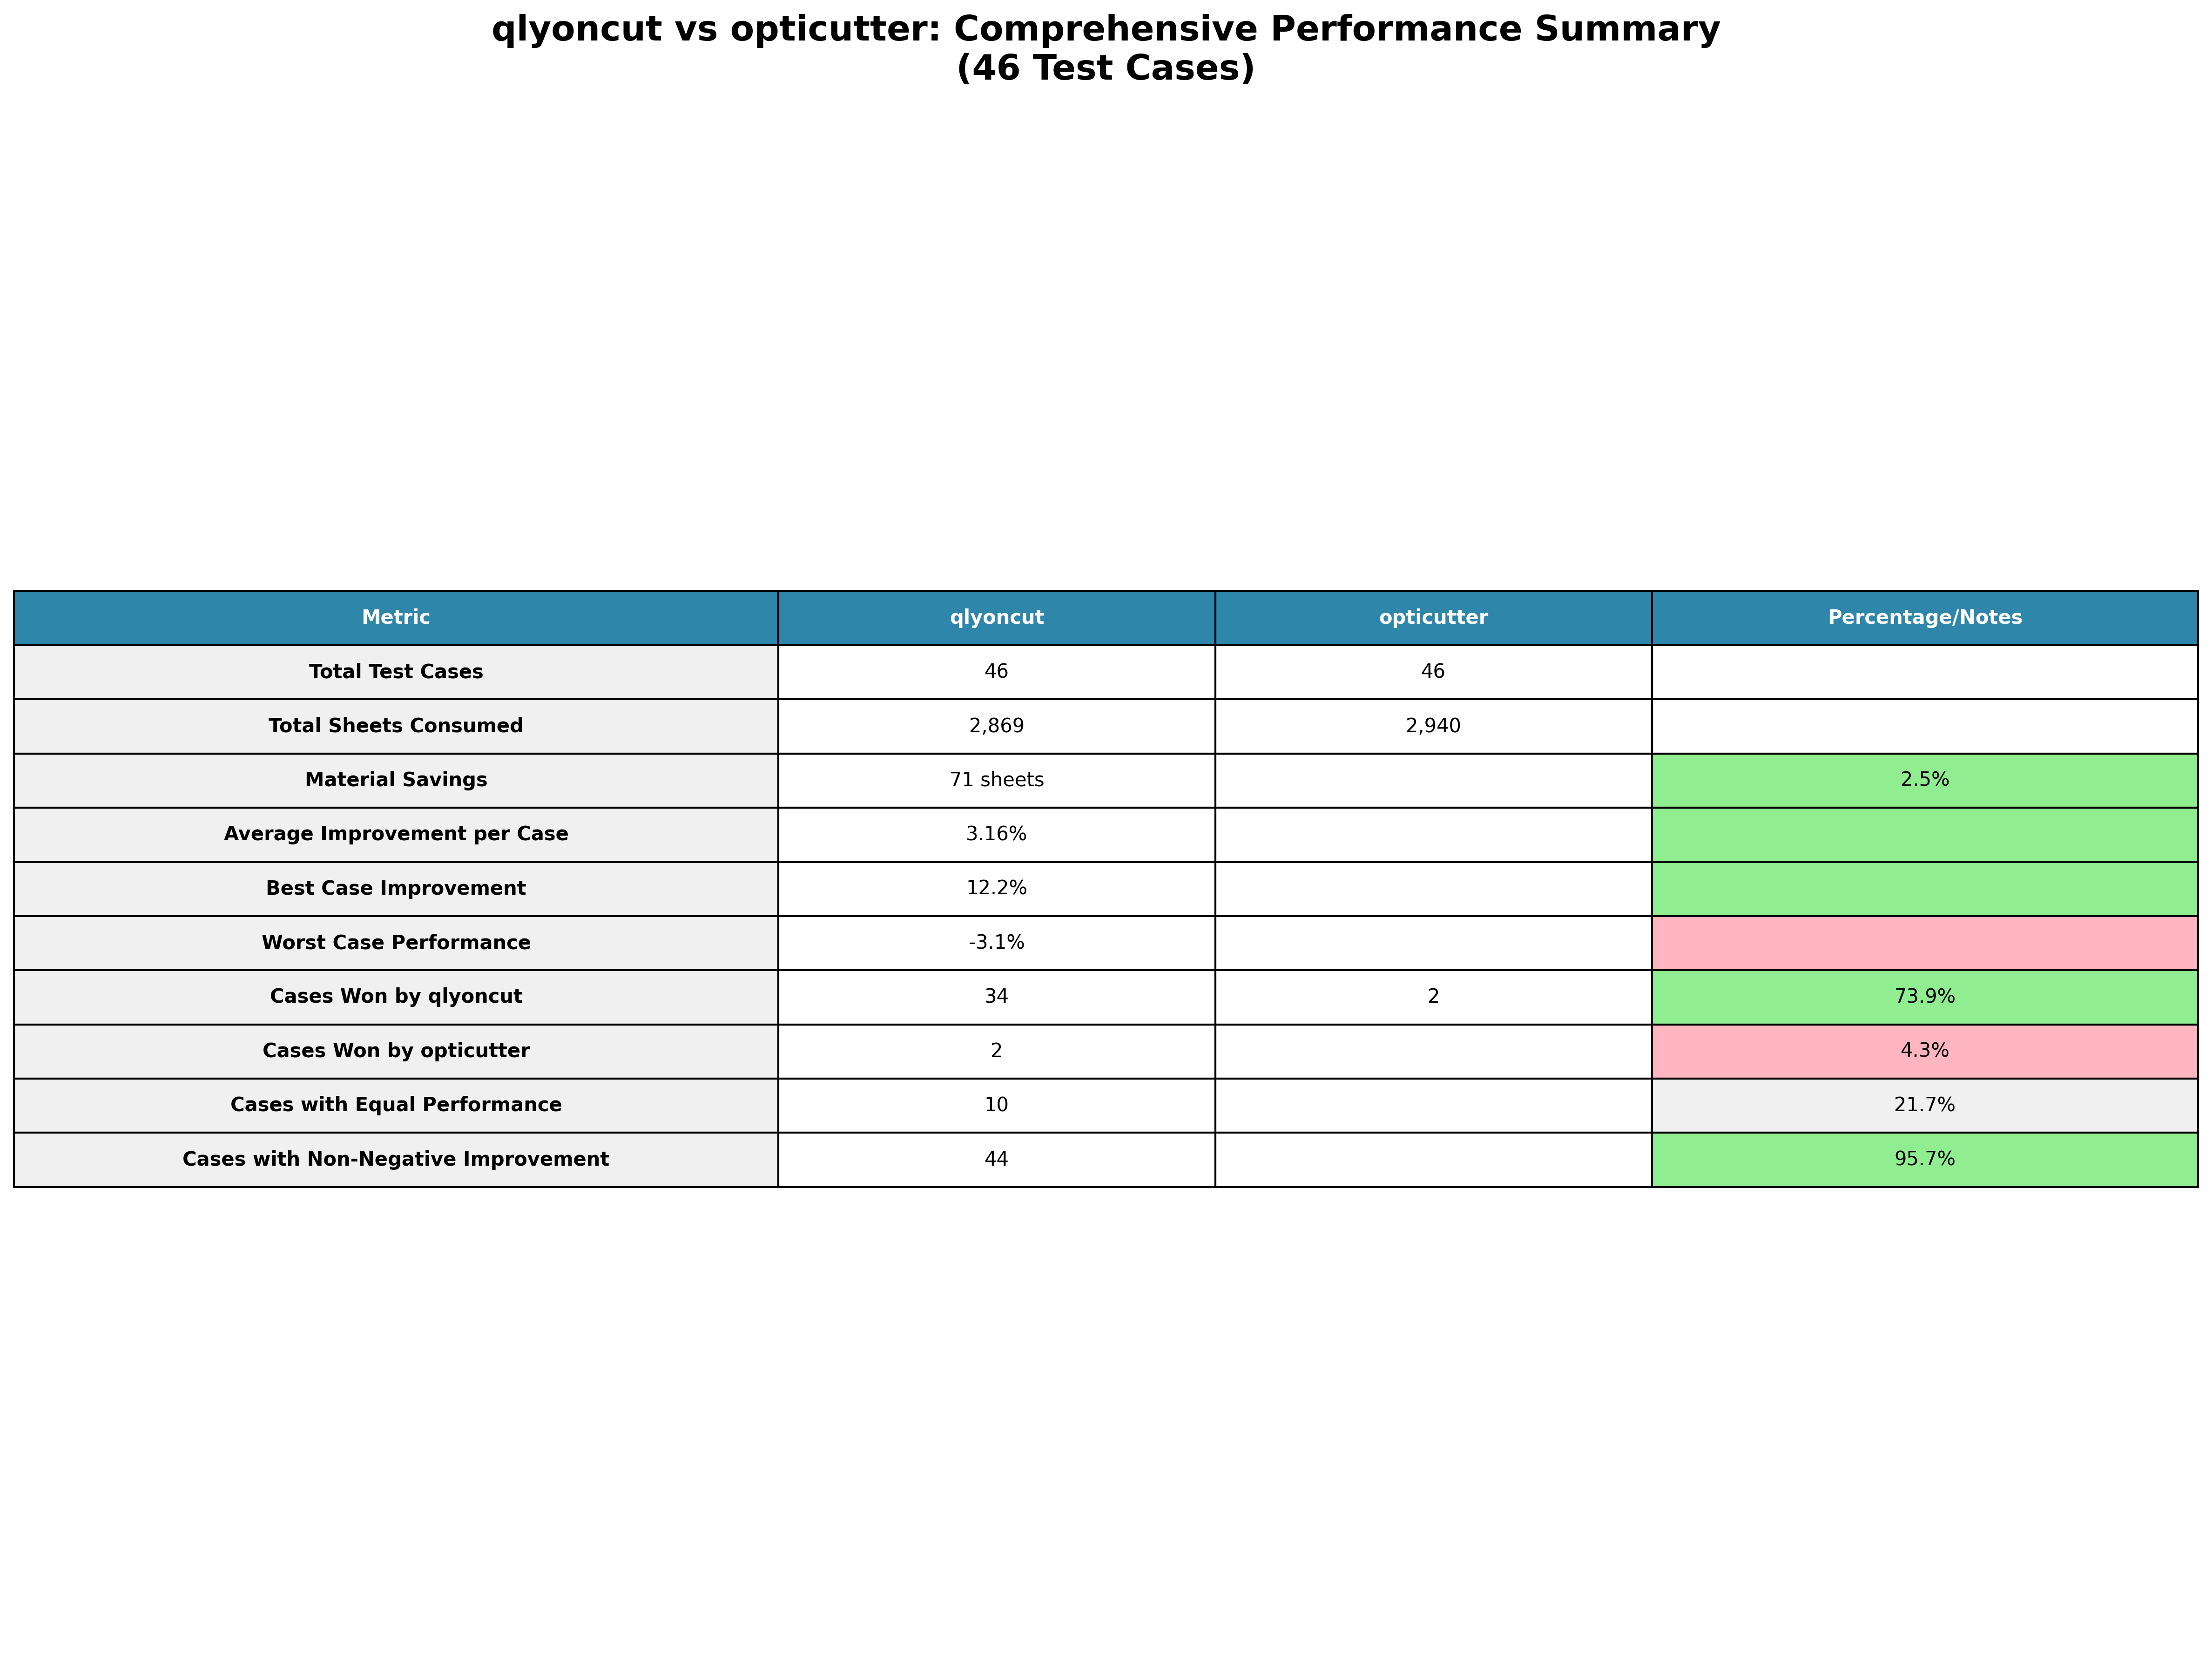 qlyoncut vs opticutter: Comprehensive Performance Summary
(46 Test Cases)
Metric qlyoncut opticutter Percentage/Notes
Total Test Cases 46 46
Total Sheets Consumed 2,869 2,940
Material Savings 71 sheets 2.5%
Average Improvement per Case 3.16%
Best Case Improvement 12.2%
Worst Case Performance -3.1%
Cases Won by qlyoncut 34 2 73.9%
Cases Won by opticutter 2 4.3%
Cases with Equal Performance 10 21.7%
Cases with Non-Negative Improvement 44 95.7%